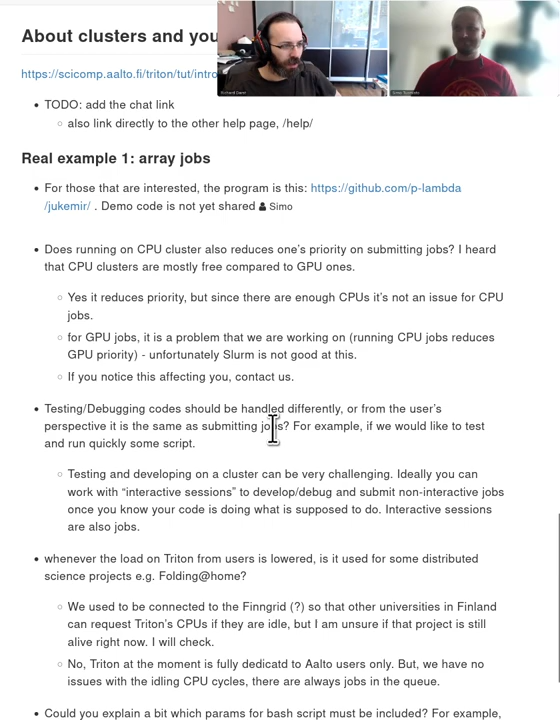 About clusters and you
https://scicomp.aalto.fi/triton/tut/intro
TODO: add the chat link
also link directly to the other help page, /help/
Real example 1: array jobs
For those that are interested, the program is this: https://github.com/p-lambda
/jukemir/ . Demo code is not yet shared Simo
Does running on CPU cluster also reduces one’s priority on submitting jobs? I heard
that CPU clusters are mostly free compared to GPU ones.
Yes it reduces priority, but since there are enough CPUs it’s not an issue for CPU
jobs.
for GPU jobs, it is a problem that we are working on (running CPU jobs reduces
GPU priority) - unfortunately Slurm is not good at this.
If you notice this affecting you, contact us.
Testing/Debugging codes should be handled differently, or from the user’s
perspective it is the same as submitting jobs? For example, if we would like to test
and run quickly some script.
Testing and developing on a cluster can be very challenging. Ideally you can
work with “interactive sessions” to develop/debug and submit non-interactive jobs
once you know your code is doing what is supposed to do. Interactive sessions
are also jobs.
whenever the load on Triton from users is lowered, is it used for some distributed
science projects e.g. Folding@home?
We used to be connected to the Finngrid (?) so that other universities in Finland
can request Triton’s CPUs if they are idle, but I am unsure if that project is still
alive right now. I will check.
No, Triton at the moment is fully dedicatd to Aalto users only. But, we have no
issues with the idling CPU cycles, there are always jobs in the queue.
Could you explain a bit which params for bash script must be included? For example,